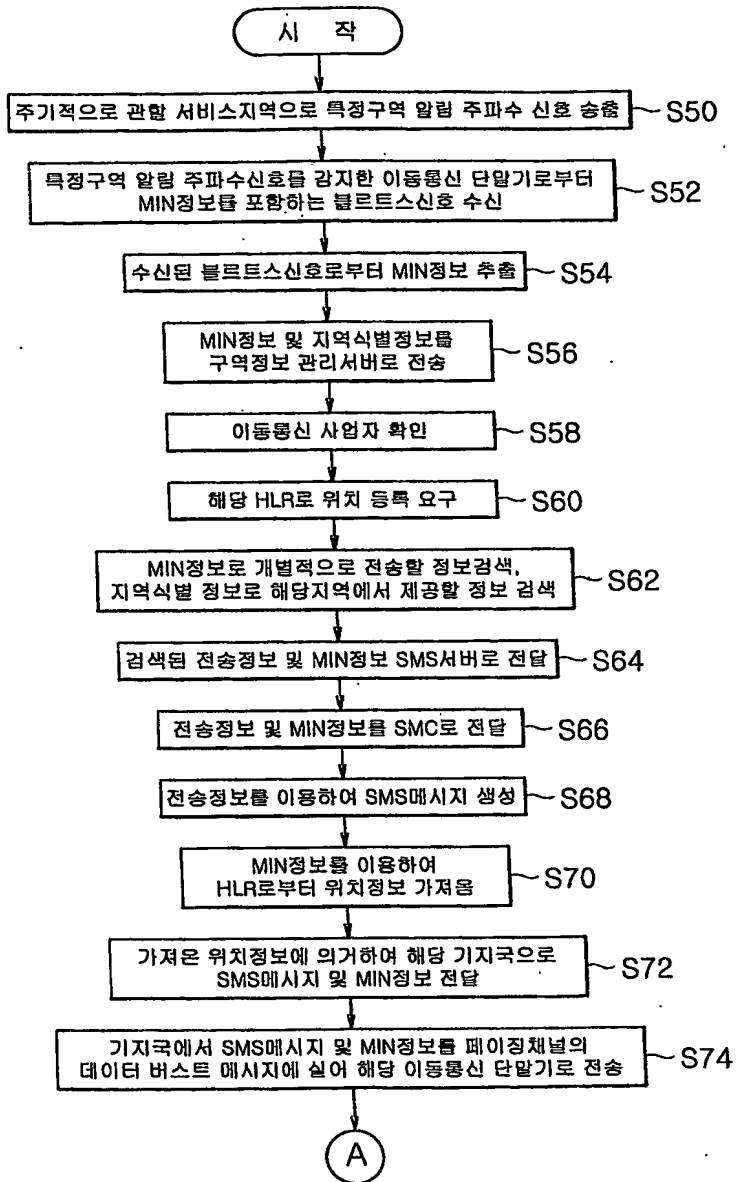 시 작
주기적으로 관할 서비스지역으로 특정구역 알림 주파수 신호 송출
S50
특정구역 알림 주파수신호를 감지한 이동통신 단말기로부터
MIN정보를 포함하는 블르트스신호 수신
S52
수신된 블르트스신호로부터 MIN정보 추출
S54
MIN정보 및 지역식별정보를
구역정보 관리서버로 전송
S56
이동통신 사업자 확인
S58
해당 HLR로 위치 등록 요구
S60
MIN정보로 개별적으로 전송할 정보검색,
지역식별 정보로 해당지역에서 제공할 정보 검색
S62
검색된 전송정보 및 MIN정보 SMS서버로 전달
S64
전송정보 및 MIN정보를 SMC로 전달
S66
전송정보를 이용하여 SMS메시지 생성
S68
MIN정보를 이용하여
HLR로부터 위치정보 가져옴
S70
가져온 위치정보에 의거하여 해당 기지국으로
SMS메시지 및 MIN정보 전달
S72
기지국에서 SMS메시지 및 MIN정보를 페이징채널의
데이터 버스트 메시지에 실어 해당 이동통신 단말기로 전송
S74
A